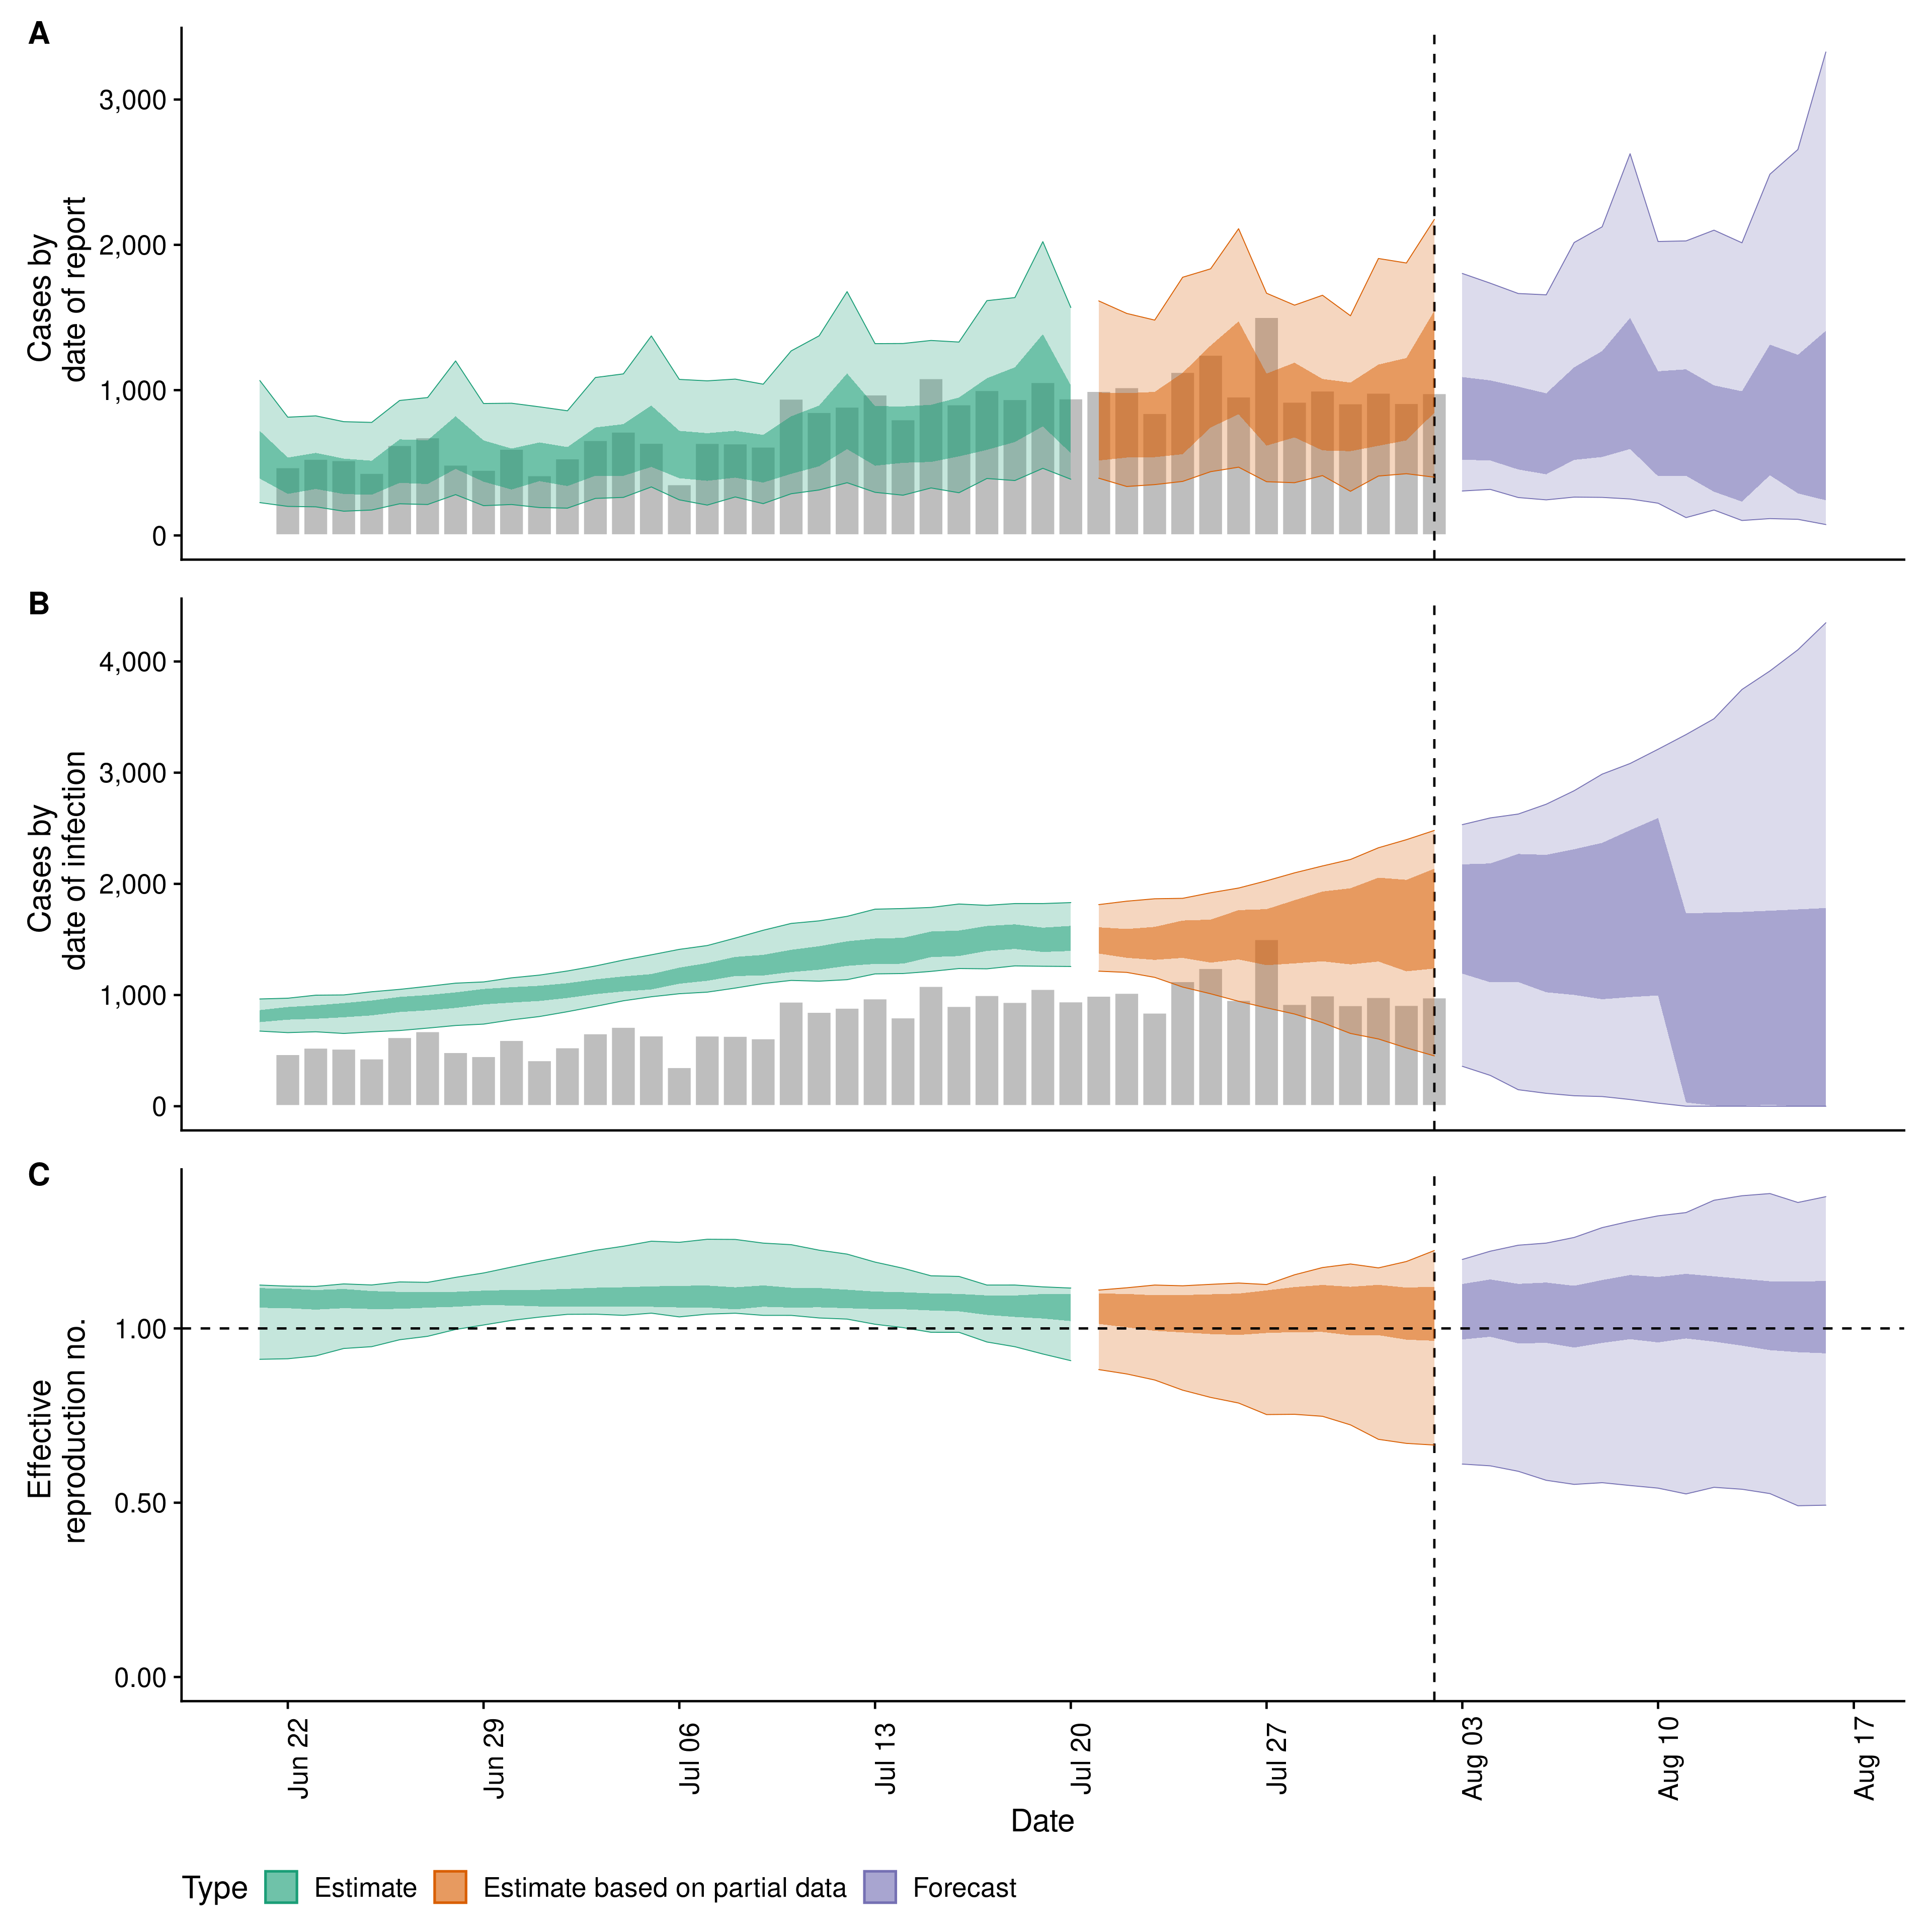 A
Cases by
date of report
3,000
2,000
1,000
0
B
Cases by
date of infection
4,000
3,000
2,000
1,000
0
C
Effective
reproduction no.
1.00
0.50
0.00
Jun 22
Jun 29
Jul 06
Jul 13
Jul 20
Jul 27
Aug 03
Aug 10
Aug 17
Date
Type Estimate Estimate based on partial data Forecast